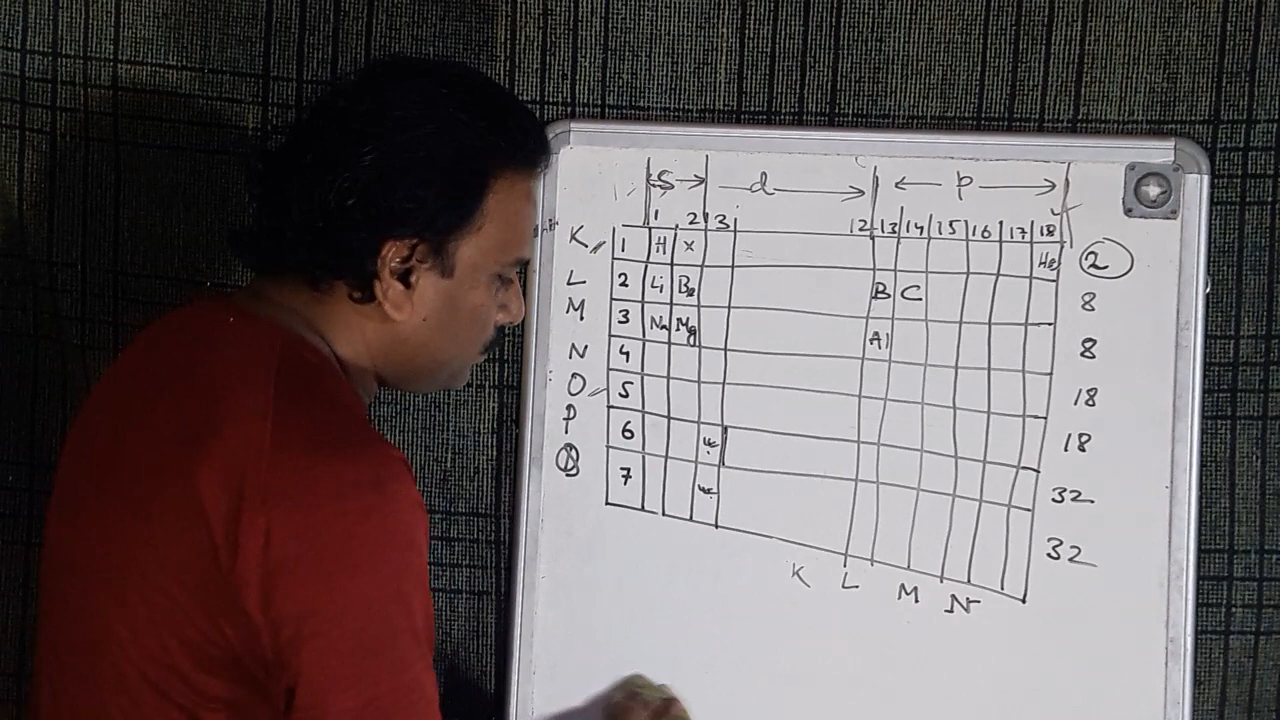 S d p
1 2 3 12 13 14 15 16 17 18
K 1 H x He 2
L 2 Li Be B C 8
M 3 Na Mg Al 8
N 4 18
O 5 18
P 6 * 32
7 * 32
K L M N